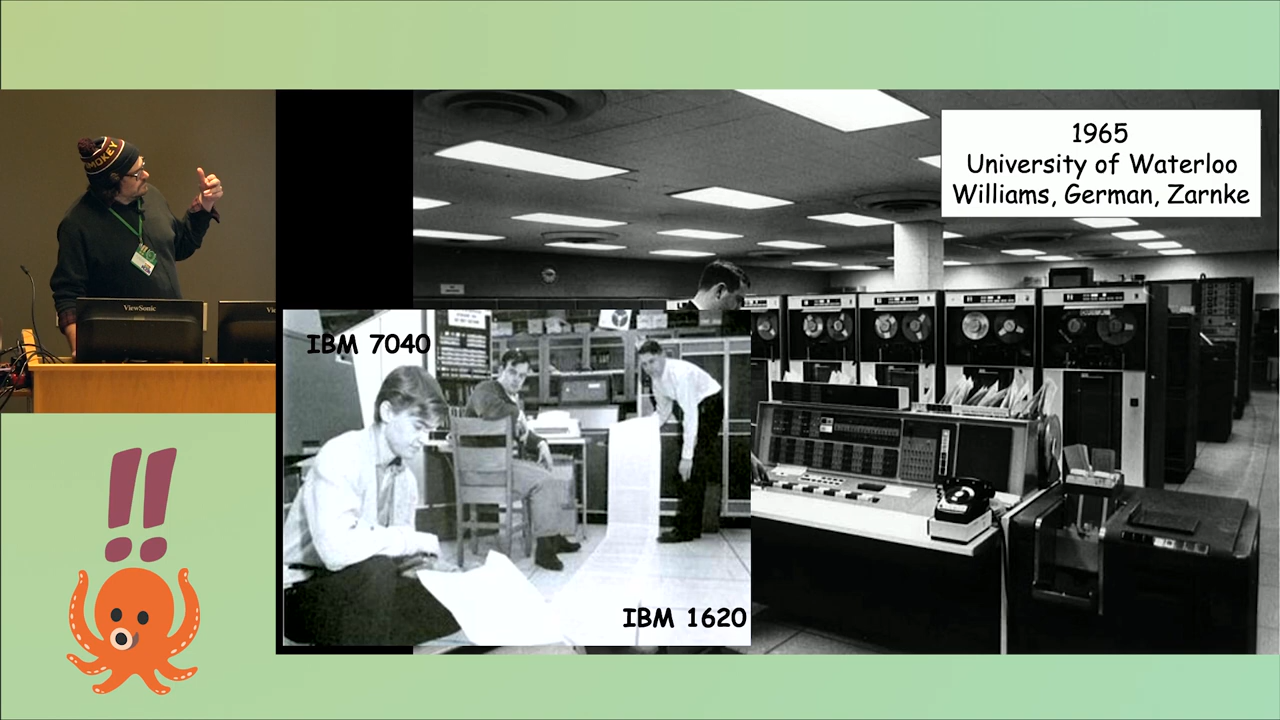 SMOKEY
ViewSonic
1965
University of Waterloo
Williams, German, Zarnke
IBM 7040
IBM 1620